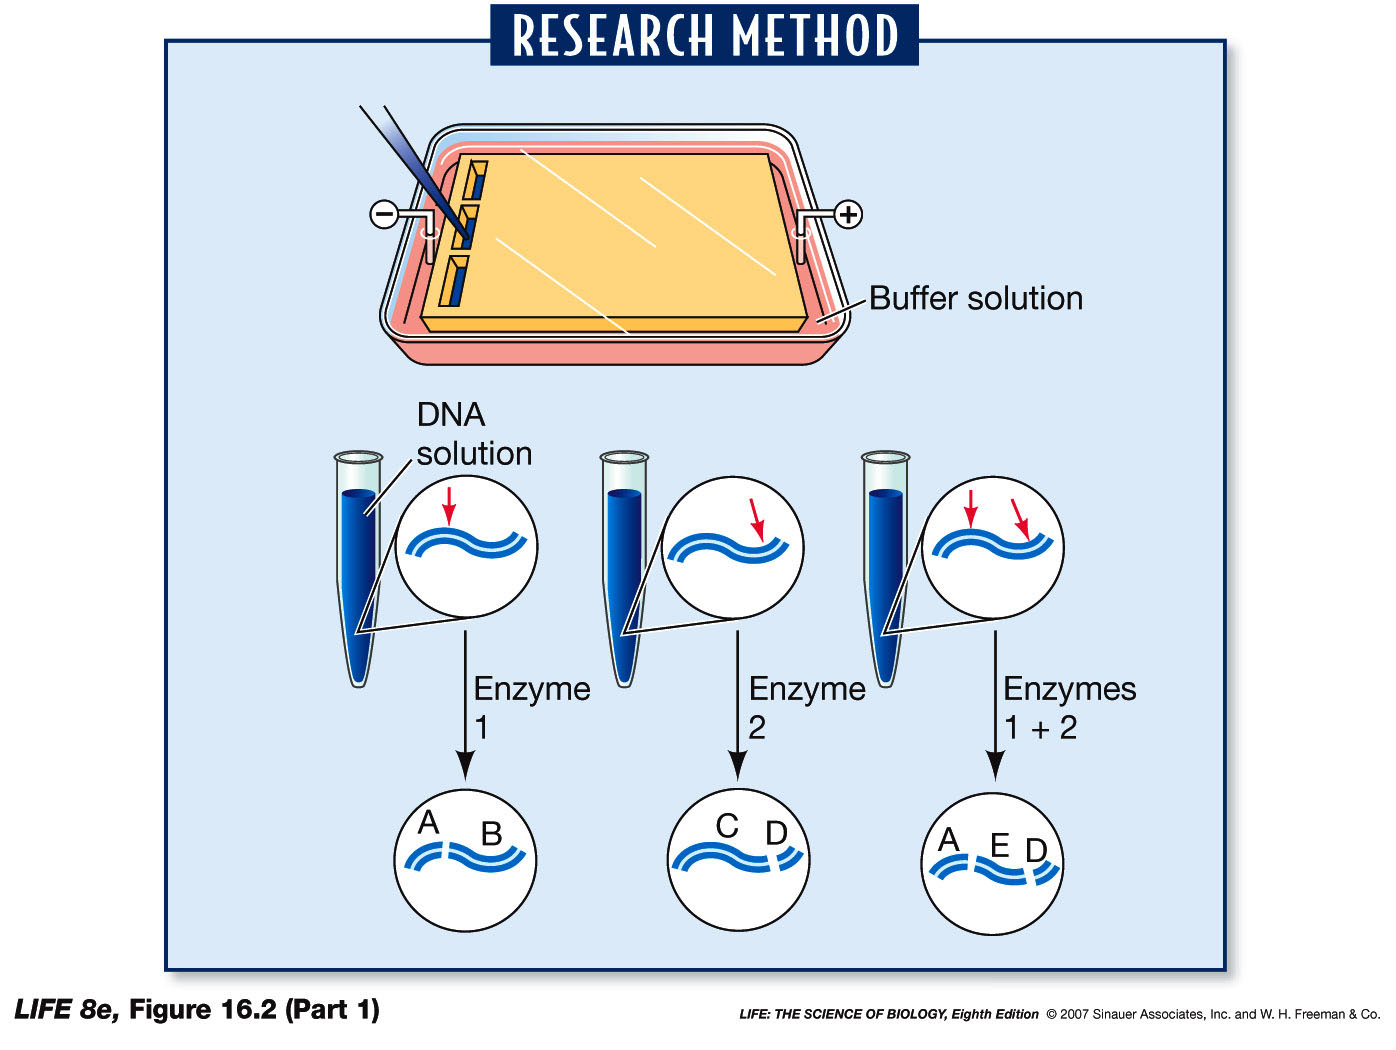 RESEARCH METHOD
−
+
Buffer solution
DNA
solution
Enzyme
1
Enzyme
2
Enzymes
1 + 2
A
B
C
D
A
E
D
LIFE 8e, Figure 16.2 (Part 1)
LIFE: THE SCIENCE OF BIOLOGY, Eighth Edition © 2007 Sinauer Associates, Inc. and W. H. Freeman & Co.